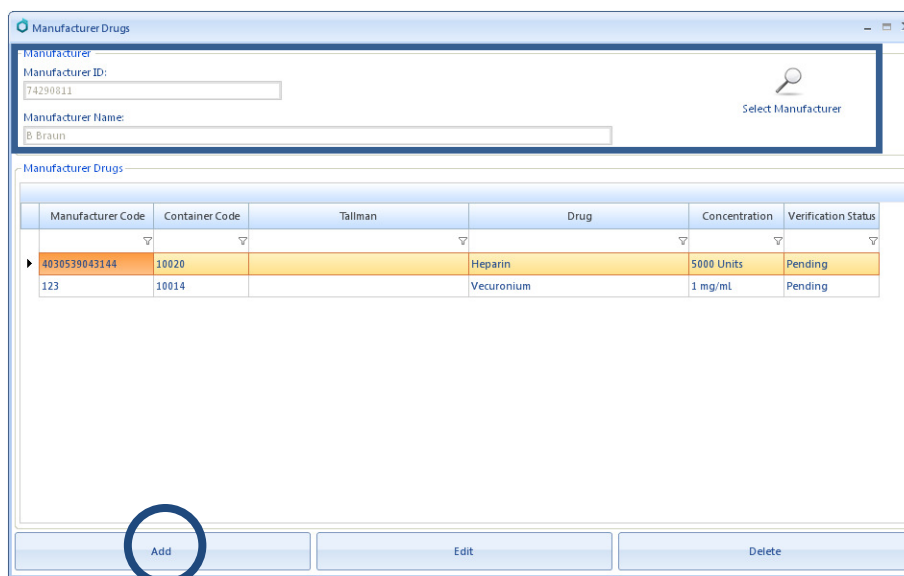 Manufacturer Drugs
Manufacturer
Manufacturer ID:
74290811
Select Manufacturer
Manufacturer Name:
B Braun
Manufacturer Drugs
Manufacturer Code Container Code Tallman Drug Concentration Verification Status
4030539043144 10020 Heparin 5000 Units Pending
123 10014 Vecuronium 1 mg/mL Pending
Add Edit Delete